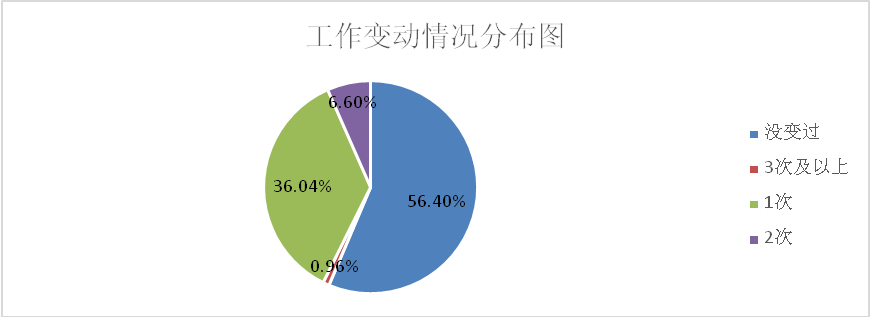 工作变动情况分布图
6.60%
36.04%
56.40%
0.96%
没变过
3次及以上
1次
2次